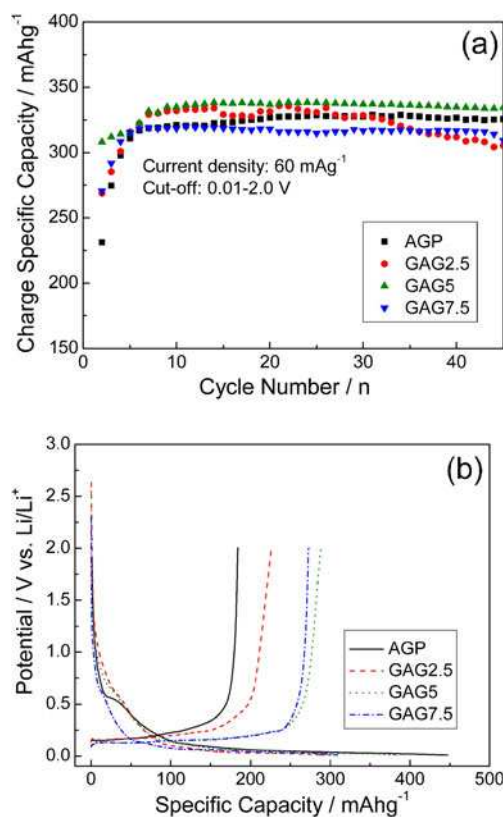 (a)
Charge Specific Capacity / mAhg⁻¹
400
350
300
250
200
150
Current density: 60 mAg⁻¹
Cut-off: 0.01-2.0 V
AGP
GAG2.5
GAG5
GAG7.5
0 10 20 30 40
Cycle Number / n
(b)
Potential / V vs. Li/Li⁺
3.0
2.5
2.0
1.5
1.0
0.5
0.0
AGP
GAG2.5
GAG5
GAG7.5
0 100 200 300 400 500
Specific Capacity / mAhg⁻¹